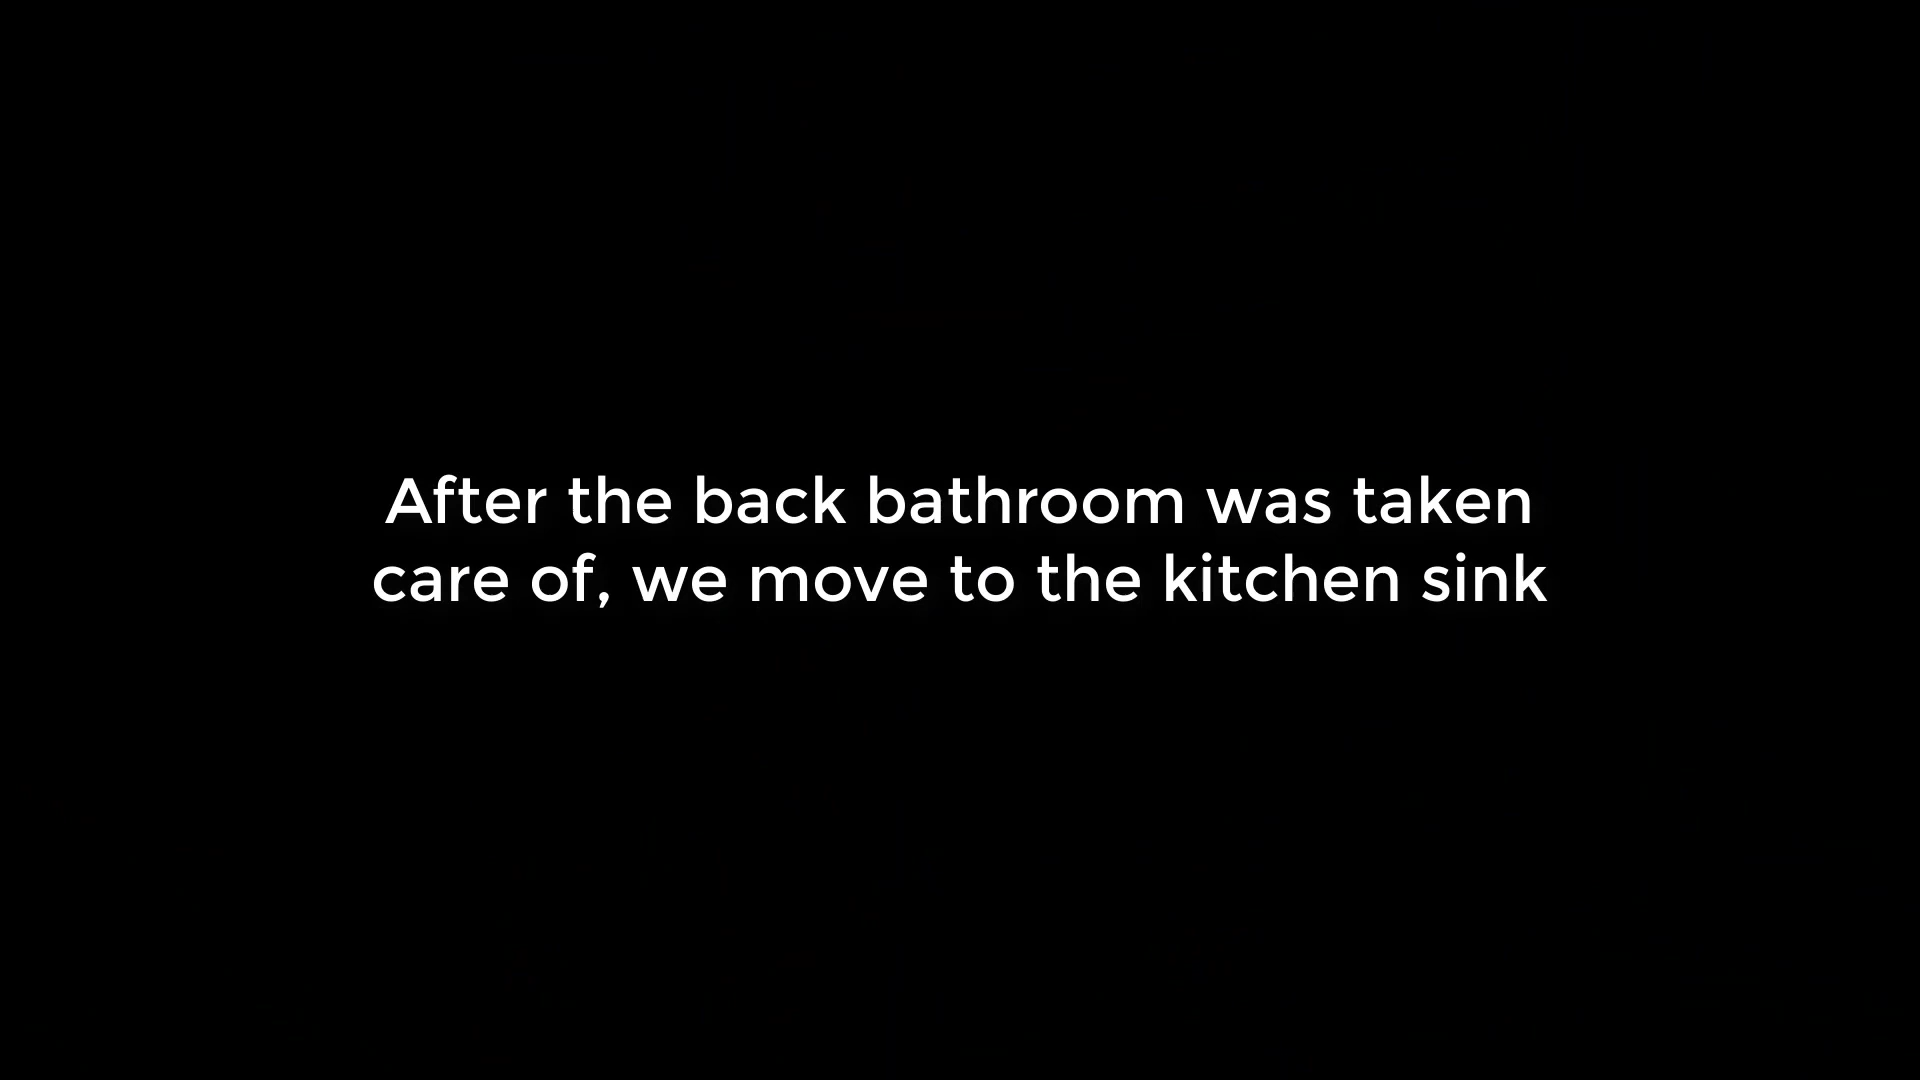 After the back bathroom was taken
care of, we move to the kitchen sink